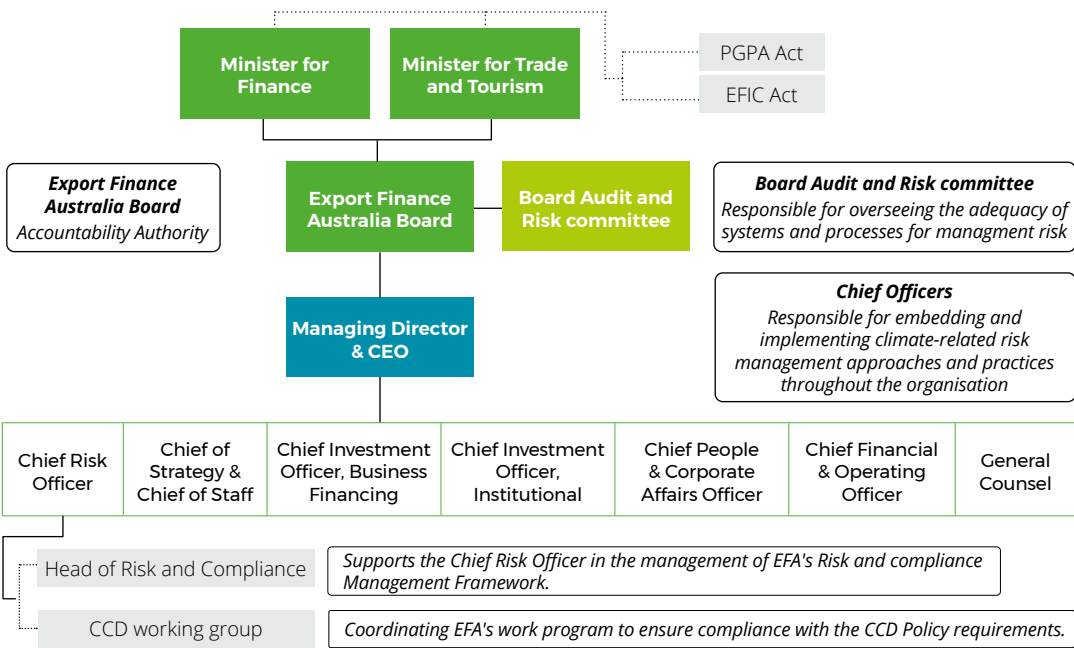 Minister for
Finance
Minister for Trade
and Tourism
PGPA Act
EFIC Act
Export Finance
Australia Board
Accountability Authority
Export Finance
Australia Board
Board Audit and
Risk committee
Board Audit and Risk committee
Responsible for overseeing the adequacy of
systems and processes for managment risk
Managing Director
& CEO
Chief Officers
Responsible for embedding and
implementing climate-related risk
management approaches and practices
throughout the organisation
Chief Risk
Officer
Chief of
Strategy &
Chief of Staff
Chief Investment
Officer, Business
Financing
Chief Investment
Officer,
Institutional
Chief People
& Corporate
Affairs Officer
Chief Financial
& Operating
Officer
General
Counsel
Head of Risk and Compliance
Supports the Chief Risk Officer in the management of EFA's Risk and compliance
Management Framework.
CCD working group
Coordinating EFA's work program to ensure compliance with the CCD Policy requirements.